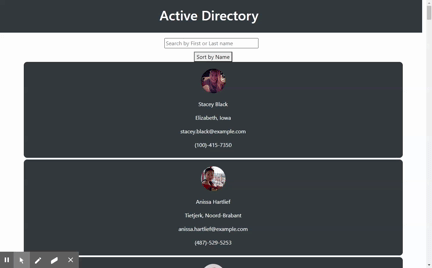 Active Directory
Search by First or Last name
Sort by Name
Stacey Black
Elizabeth, Iowa
stacey.black@example.com
(100)-415-7350
Anissa Hartlief
Tietjerk, Noord-Brabant
anissa.hartlief@example.com
(487)-529-5253